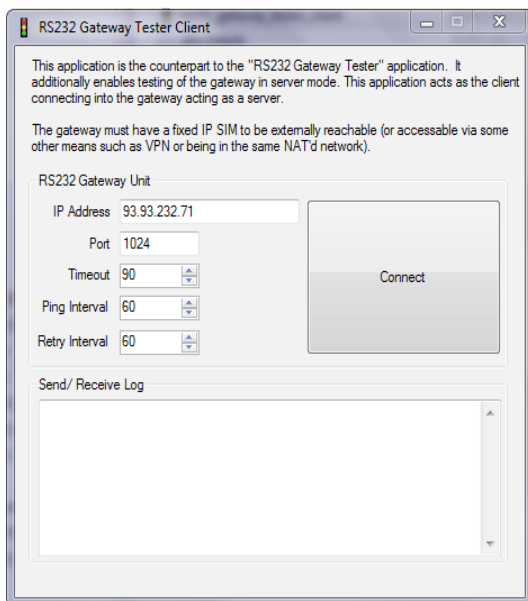 RS232 Gateway Tester Client
This application is the counterpart to the "RS232 Gateway Tester" application.  It
additionally enables testing of the gateway in server mode. This application acts as the client
connecting into the gateway acting as a server.
The gateway must have a fixed IP SIM to be externally reachable (or accessable via some
other means such as VPN or being in the same NAT'd network).
RS232 Gateway Unit
IP Address 93.93.232.71
Port 1024
Timeout 90
Connect
Ping Interval 60
Retry Interval 60
Send/ Receive Log